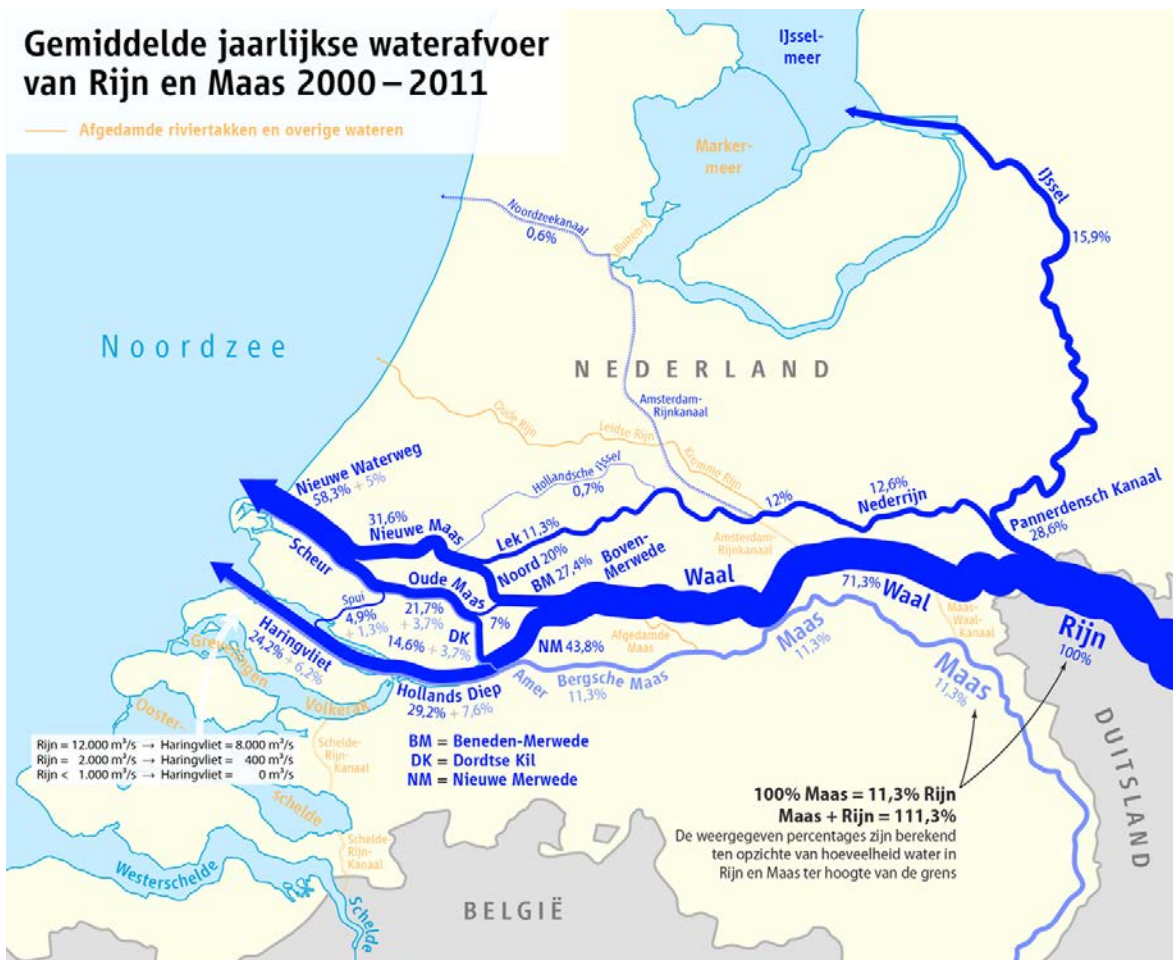 Gemiddelde jaarlijkse waterafvoer
van Rijn en Maas 2000 – 2011
Afgedamde riviertakken en overige wateren
IJssel-
meer
Marker-
meer
IJssel
15,9%
Noordzeekanaal
0,6%
Buiten-IJ
Noordzee
NEDERLAND
Amsterdam-
Rijnkanaal
Oude Rijn
Leidse Rijn
Kromme Rijn
Nieuwe Waterweg
58,3% + 5%
Hollandsche IJssel
0,7%
12%
12,6%
Nederrijn
Pannerdensch Kanaal
28,6%
31,6%
Nieuwe Maas
Lek 11,3%
Amsterdam-
Rijnkanaal
Scheur
Noord 20%
BM 27,4%
Boven-
Merwede
Waal
Oude Maas
71,3%
Waal
Spui
4,9%
+ 1,3%
21,7%
+ 3,7%
7%
Maas-
Waal-
Kanaal
Rijn
100%
DK
14,6% + 3,7%
NM 43,8%
Afgedamde
Maas
Maas
11,3%
Haringvliet
24,2% + 6,2%
Grevelingen
Amer
Bergsche Maas
11,3%
Maas
11,3%
Hollands Diep
29,2% + 7,6%
Volkerak
Ooster-
schelde
Schelde-
Rijn-
Kanaal
Rijn = 12.000 m³/s → Haringvliet = 8.000 m³/s
Rijn = 2.000 m³/s → Haringvliet = 400 m³/s
Rijn < 1.000 m³/s → Haringvliet = 0 m³/s
BM = Beneden-Merwede
DK = Dordtse Kil
NM = Nieuwe Merwede
DUITSLAND
100% Maas = 11,3% Rijn
Maas + Rijn = 111,3%
De weergegeven percentages zijn berekend
ten opzichte van hoeveelheid water in
Rijn en Maas ter hoogte van de grens
Schelde-
Rijn-
Kanaal
Westerschelde
Schelde
BELGIË